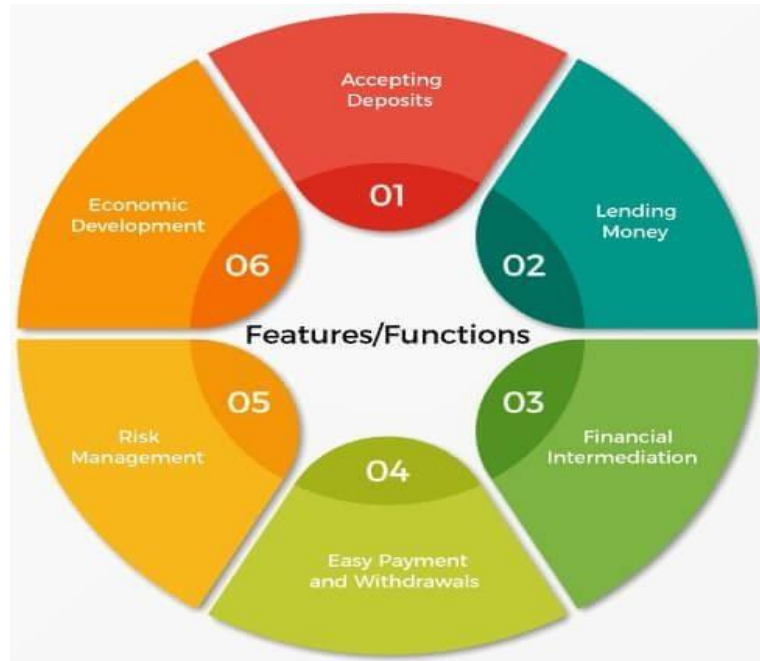 Accepting
Deposits
01
Lending
Money
02
Financial
Intermediation
03
Easy Payment
and Withdrawals
04
Risk
Management
05
Economic
Development
06
Features/Functions